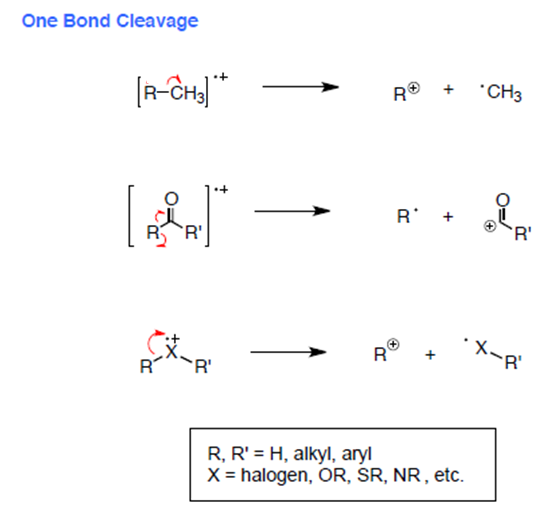 One Bond Cleavage
[R–CH₃]·+ R⊕ + ·CH₃
[R O R']·+ R· + ⊕ O R'
R X·+ R' R⊕ + ·X R'
R, R' = H, alkyl, aryl
X = halogen, OR, SR, NR , etc.